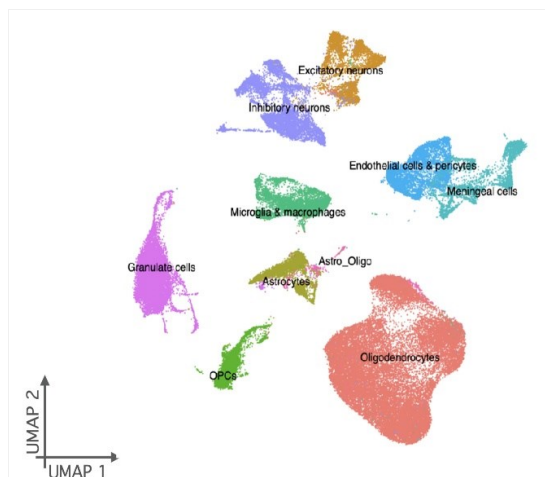 Excitatory neurons
Inhibitory neurons
Endothelial cells & pericytes
Meningeal cells
Microglia & macrophages
Astro_Oligo
Granulate cells
Astrocytes
Oligodendrocytes
OPCs
UMAP 2
UMAP 1